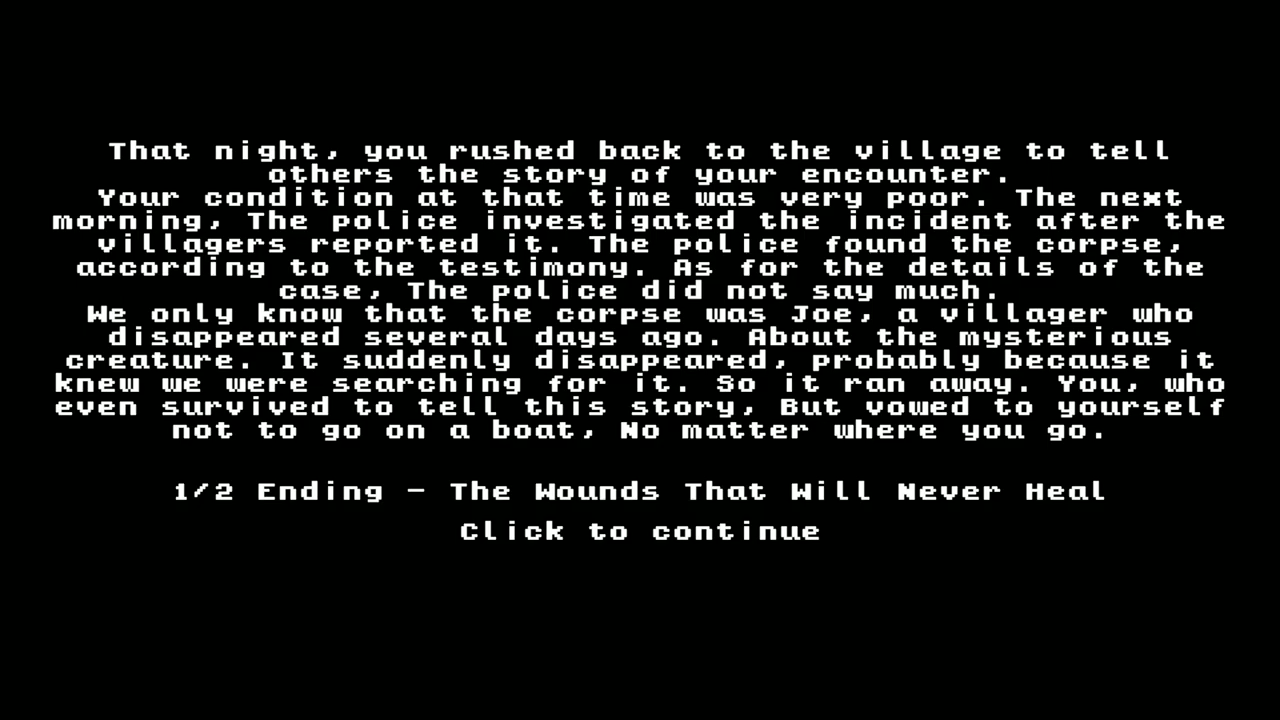 That night, you rushed back to the village to tell
others the story of your encounter.
Your condition at that time was very poor. The next
morning, The police investigated the incident after the
villagers reported it. The police found the corpse,
according to the testimony. As for the details of the
case, The police did not say much.
We only know that the corpse was Joe, a villager who
disappeared several days ago. About the mysterious
creature. It suddenly disappeared, probably because it
knew we were searching for it. So it ran away. You, who
even survived to tell this story, But vowed to yourself
not to go on a boat, No matter where you go.
1/2 Ending - The Wounds That Will Never Heal
Click to continue